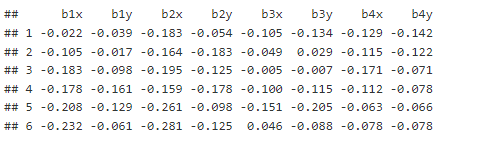 ##      b1x    b1y    b2x    b2y    b3x    b3y    b4x    b4y
## 1 -0.022 -0.039 -0.183 -0.054 -0.105 -0.134 -0.129 -0.142
## 2 -0.105 -0.017 -0.164 -0.183 -0.049  0.029 -0.115 -0.122
## 3 -0.183 -0.098 -0.195 -0.125 -0.005 -0.007 -0.171 -0.071
## 4 -0.178 -0.161 -0.159 -0.178 -0.100 -0.115 -0.112 -0.078
## 5 -0.208 -0.129 -0.261 -0.098 -0.151 -0.205 -0.063 -0.066
## 6 -0.232 -0.061 -0.281 -0.125  0.046 -0.088 -0.078 -0.078